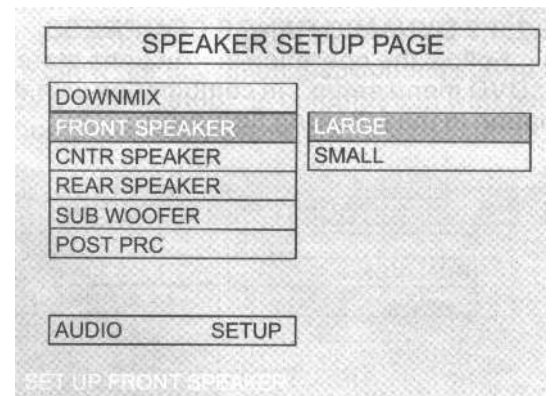 SPEAKER SETUP PAGE
DOWNMIX
FRONT SPEAKER
LARGE
CNTR SPEAKER
SMALL
REAR SPEAKER
SUB WOOFER
POST PRC
AUDIO SETUP
SET UP FRONT SPEAKER